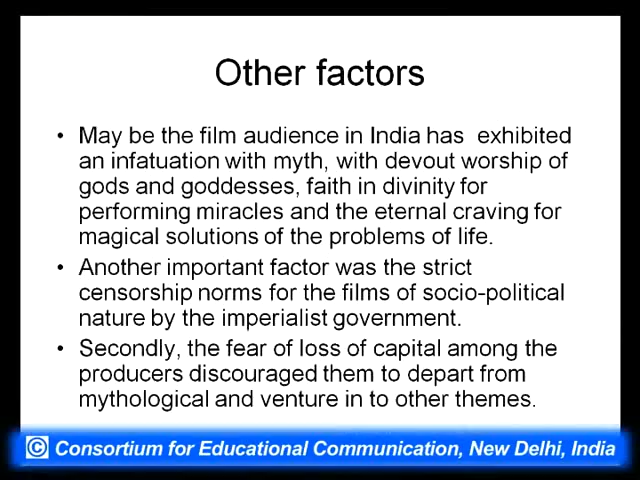 Other factors
• May be the film audience in India has exhibited
an infatuation with myth, with devout worship of
gods and goddesses, faith in divinity for
performing miracles and the eternal craving for
magical solutions of the problems of life.
• Another important factor was the strict
censorship norms for the films of socio-political
nature by the imperialist government.
• Secondly, the fear of loss of capital among the
producers discouraged them to depart from
mythological and venture in to other themes.
© Consortium for Educational Communication, New Delhi, India